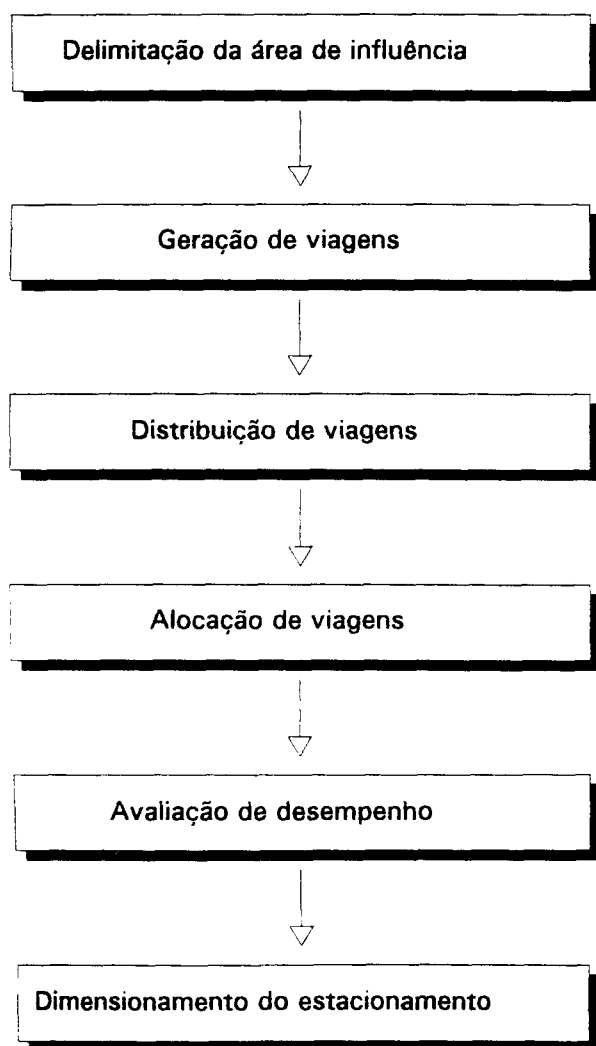 Delimitação da área de influência
Geração de viagens
Distribuição de viagens
Alocação de viagens
Avaliação de desempenho
Dimensionamento do estacionamento